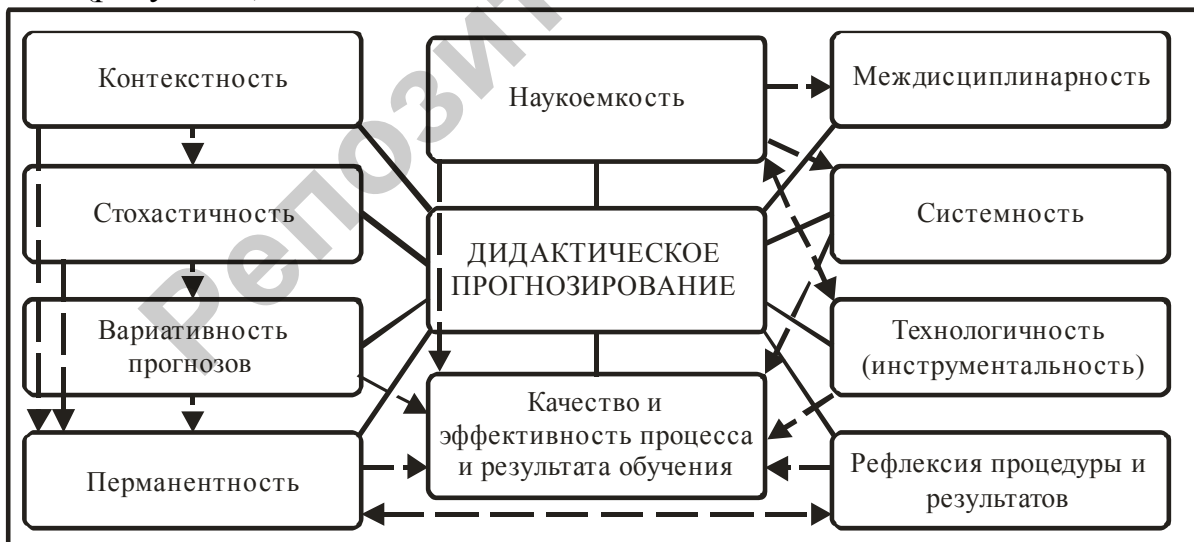 Контекстность
Наукоемкость
Междисциплинарность
Стохастичность
Системность
ДИДАКТИЧЕСКОЕ
ПРОГНОЗИРОВАНИЕ
Вариативность
прогнозов
Технологичность
(инструментальность)
Качество и
эффективность процесса
и результата обучения
Перманентность
Рефлексия процедуры и
результатов